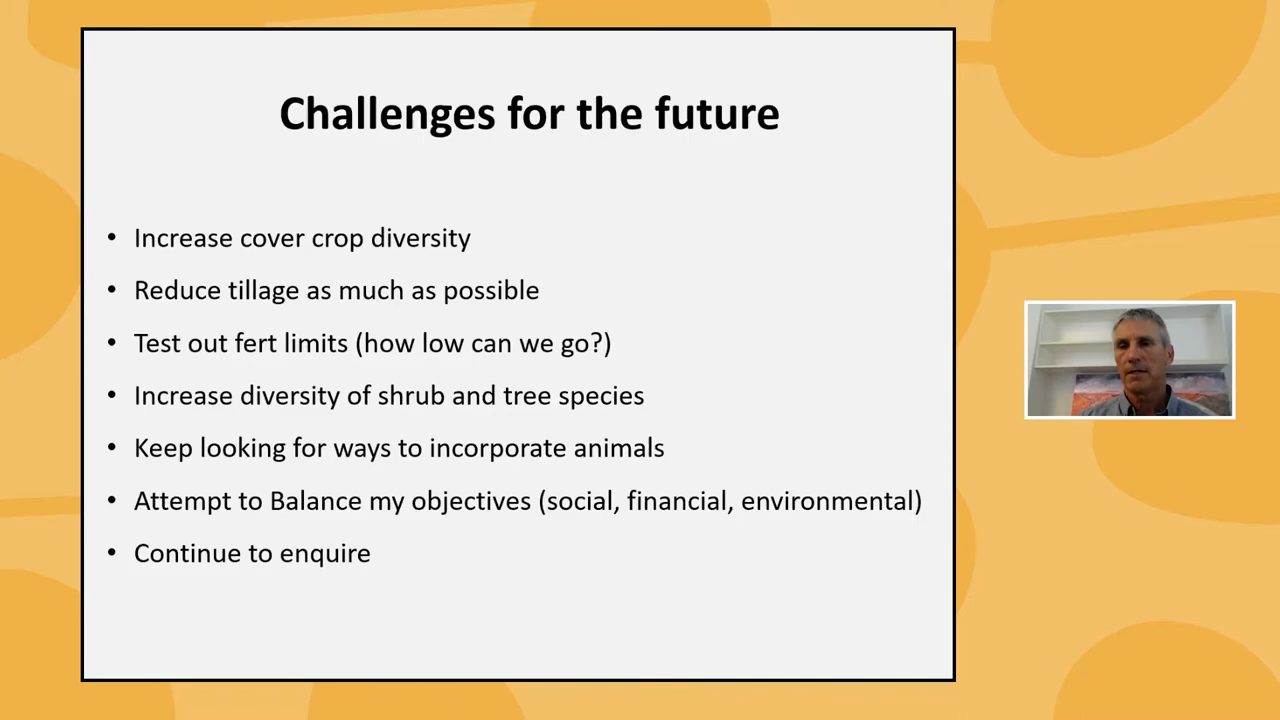 Challenges for the future
• Increase cover crop diversity
• Reduce tillage as much as possible
• Test out fert limits (how low can we go?)
• Increase diversity of shrub and tree species
• Keep looking for ways to incorporate animals
• Attempt to Balance my objectives (social, financial, environmental)
• Continue to enquire